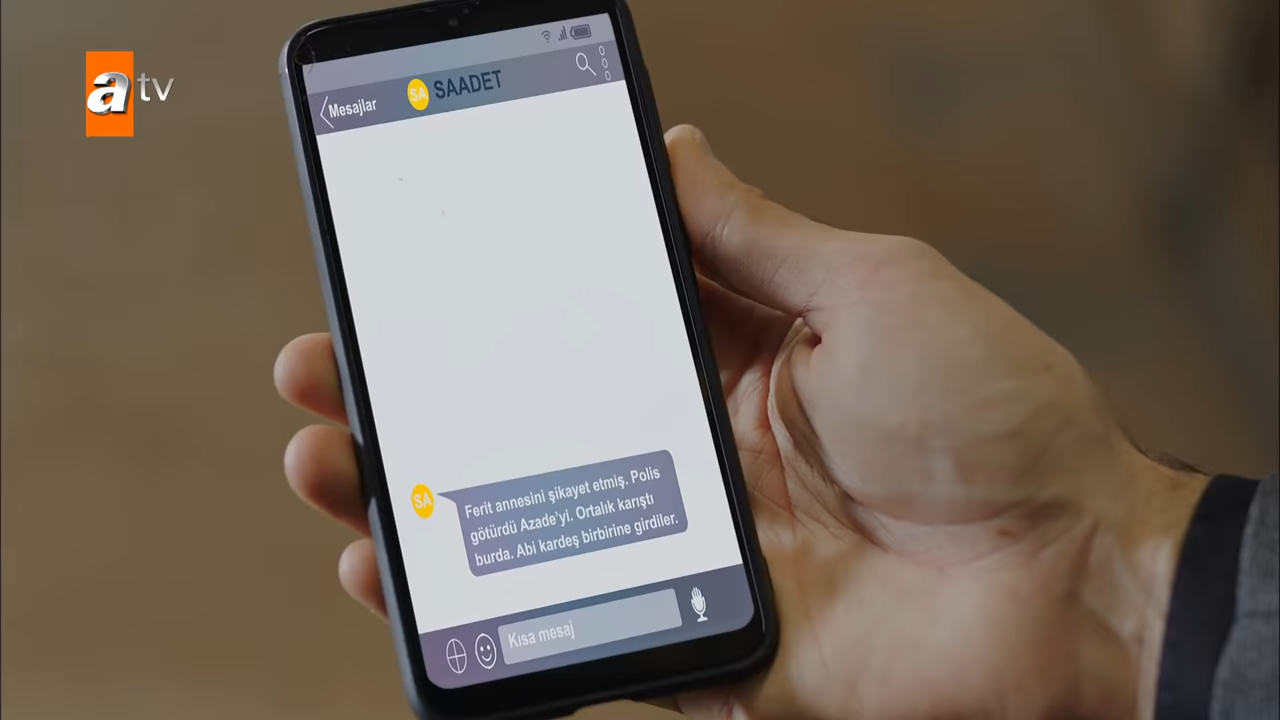 atv
Mesajlar
SA SAADET
SA
Ferit annesini şikayet etmiş. Polis
götürdü Azade'yi. Ortalık karıştı
burda. Abi kardeş birbirine girdiler.
Kısa mesaj